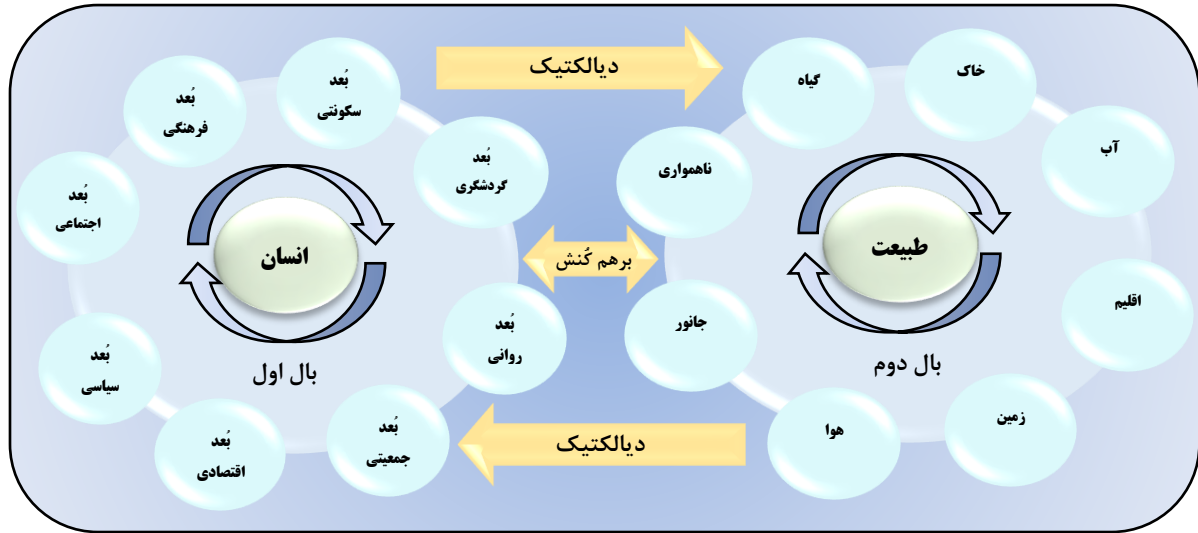 دیالکتیک
خاک
گیاه
آب
ناهمواری
طبیعت
اقلیم
جانور
بال دوم
زمین
هوا
برهم کُنش
بُعد
سکونتی
بُعد
فرهنگی
بُعد
گردشگری
بُعد
اجتماعی
انسان
بُعد
روانی
بُعد
سیاسی
بال اول
بُعد
جمعیتی
بُعد
اقتصادی
دیالکتیک